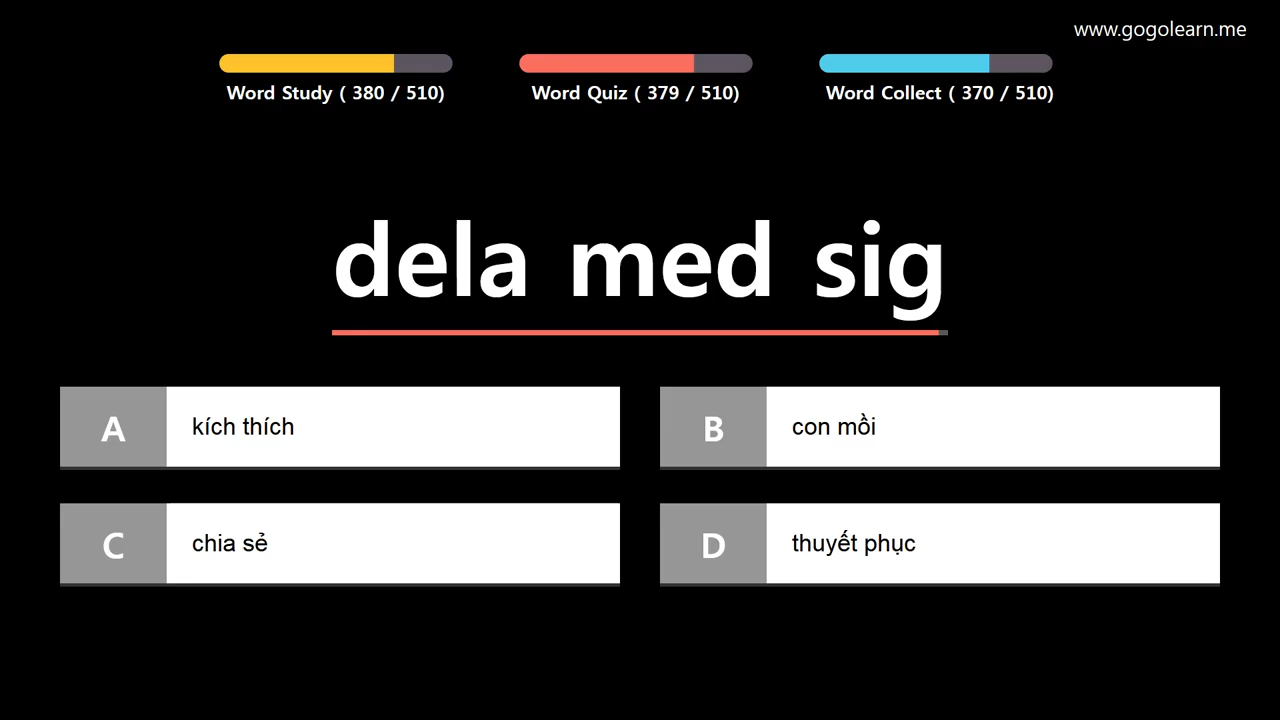 www.gogolearn.me
Word Study ( 380 / 510)
Word Quiz ( 379 / 510)
Word Collect ( 370 / 510)
dela med sig
A
kích thích
B
con mồi
C
chia sẻ
D
thuyết phục